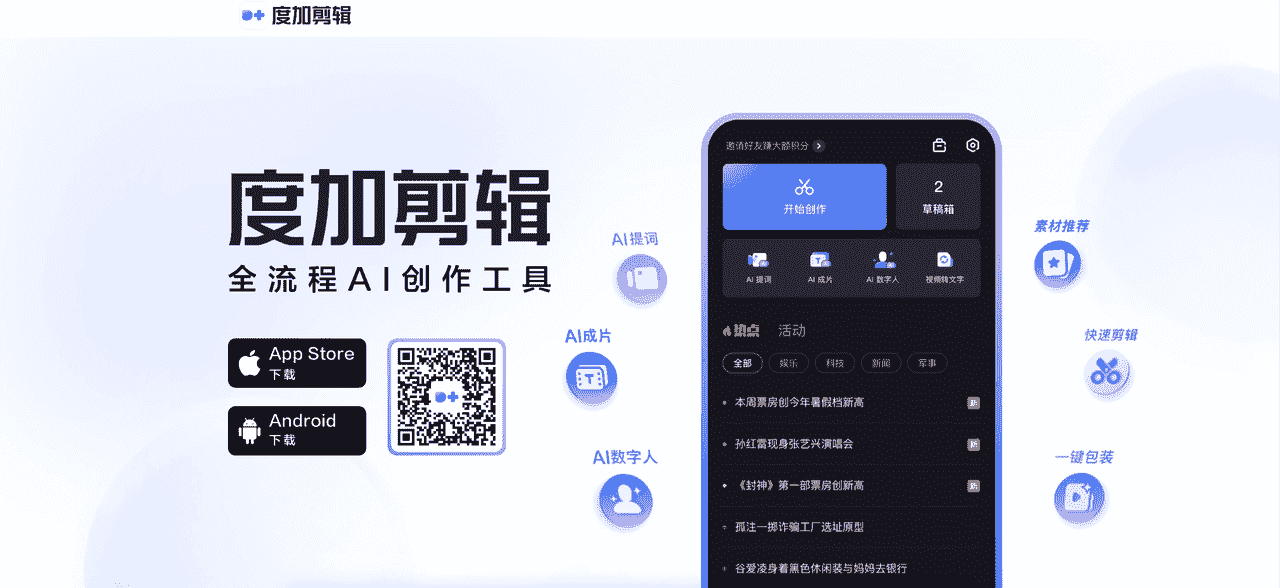 度加剪辑
度加剪辑
全流程AI创作工具
App Store
下载
Android
下载
AI提词
AI成片
AI数字人
邀请好友赚大额积分
开始创作
2
草稿箱
AI 提词
AI 成片
AI 数字人
视频转文字
热点
活动
全部
娱乐
科技
新闻
军事
本周票房创今年暑假档新高
新
孙红雷现身张艺兴演唱会
新
《封神》第一部票房创新高
新
孤注一掷诈骗工厂选址原型
谷爱凌身着黑色休闲装与妈妈去银行
素材推荐
快速剪辑
一键包装